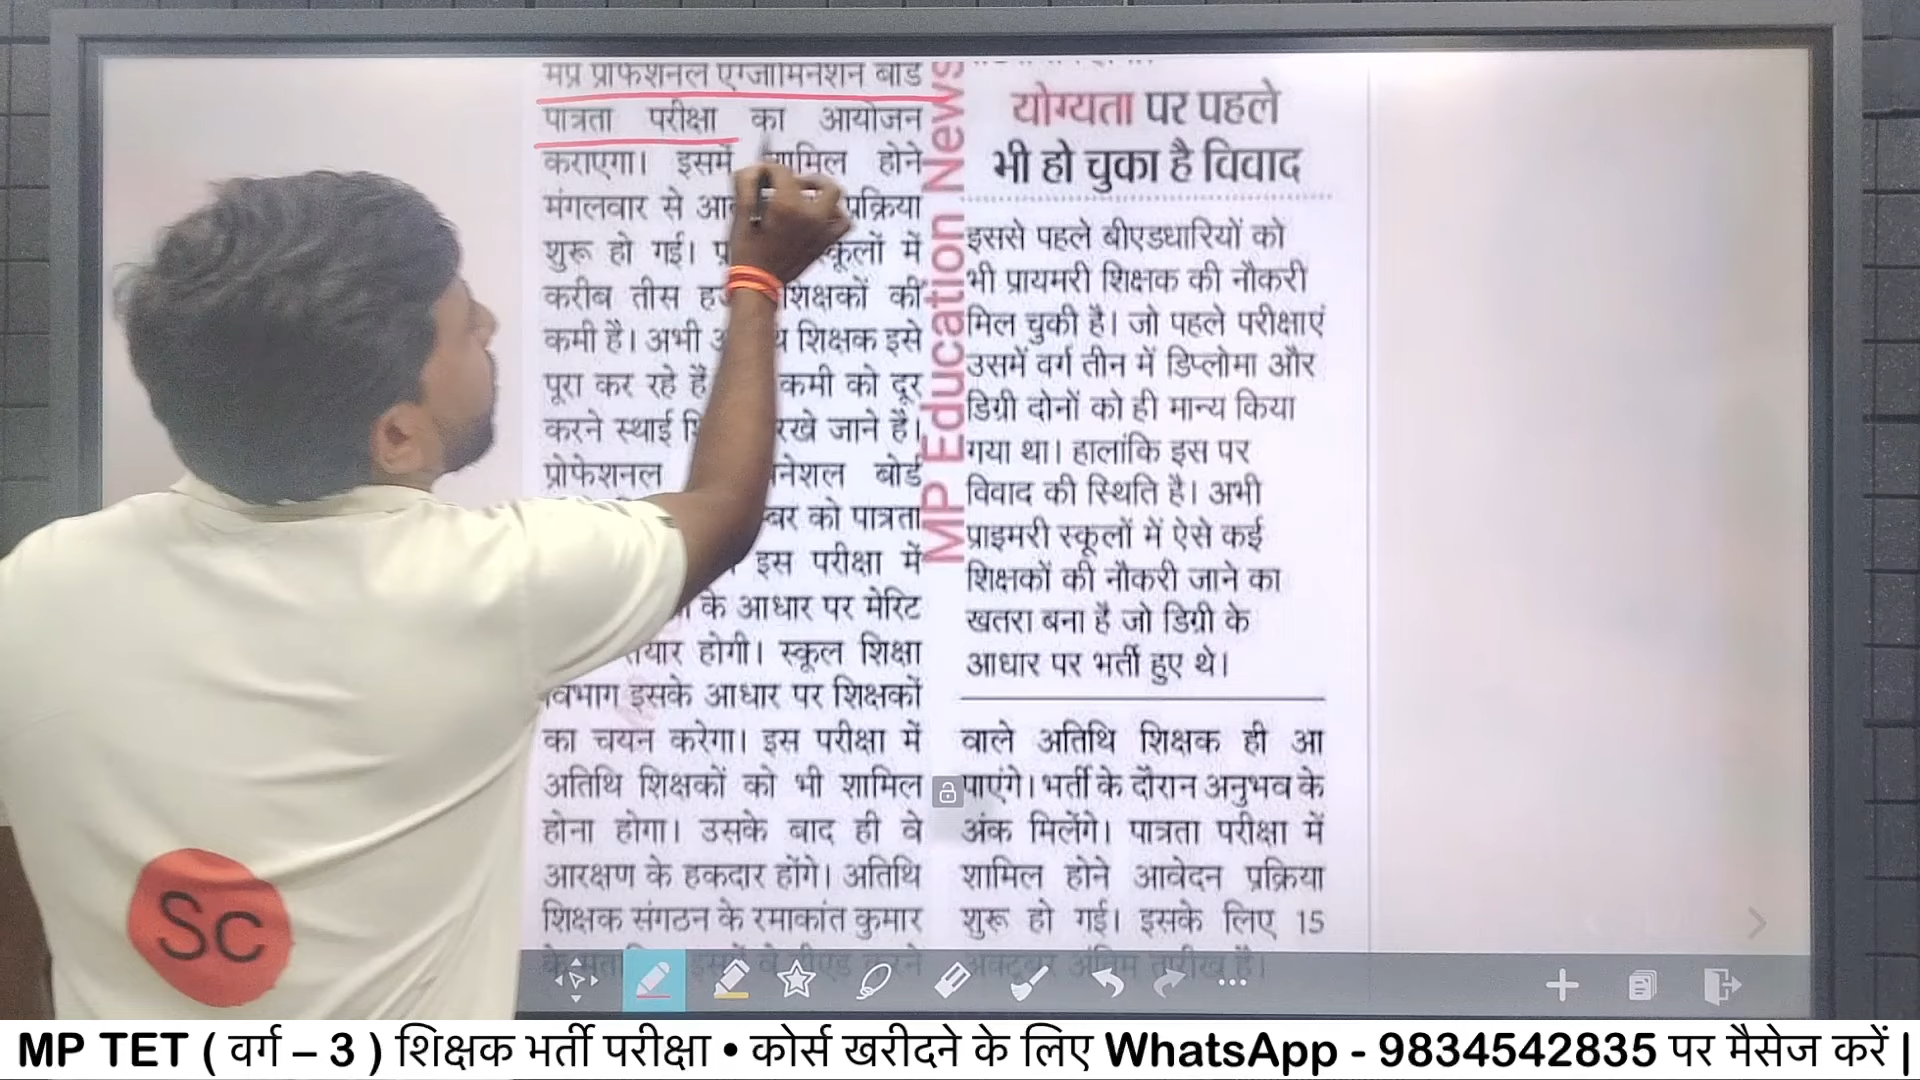 मप्र प्रोफेशनल एग्जामिनेशन बोर्ड
पात्रता परीक्षा का आयोजन
कराएगा। इसमें शामिल होने
मंगलवार से प्रक्रिया
शुरू हो गई। स्कूलों में
करीब तीस शिक्षकों की
कमी है। अभी शिक्षक इसे
पूरा कर रहे हैं कमी को दूर
करने स्थाई रखे जाने है।
प्रोफेशनल बोर्ड
को पात्रता
इस परीक्षा में
के आधार पर मेरिट
तैयार होगी। स्कूल शिक्षा
विभाग इसके आधार पर शिक्षकों
का चयन करेगा। इस परीक्षा में
अतिथि शिक्षकों को भी शामिल
होना होगा। उसके बाद ही वे
आरक्षण के हकदार होंगे। अतिथि
शिक्षक संगठन के रमाकांत कुमार
MP Education News
योग्यता पर पहले
भी हो चुका है विवाद
इससे पहले बीएडधारियों को
भी प्रायमरी शिक्षक की नौकरी
मिल चुकी है। जो पहले परीक्षाएं
उसमें वर्ग तीन में डिप्लोमा और
डिग्री दोनों को ही मान्य किया
गया था। हालांकि इस पर
विवाद की स्थिति है। अभी
प्राइमरी स्कूलों में ऐसे कई
शिक्षकों की नौकरी जाने का
खतरा बना है जो डिग्री के
आधार पर भर्ती हुए थे।
वाले अतिथि शिक्षक ही आ
पाएंगे। भर्ती के दौरान अनुभव के
अंक मिलेंगे। पात्रता परीक्षा में
शामिल होने आवेदन प्रक्रिया
शुरू हो गई। इसके लिए 15
अक्टूबर अंतिम तारीख है।
SC
MP TET ( वर्ग – 3 ) शिक्षक भर्ती परीक्षा • कोर्स खरीदने के लिए WhatsApp - 9834542835 पर मैसेज करें |